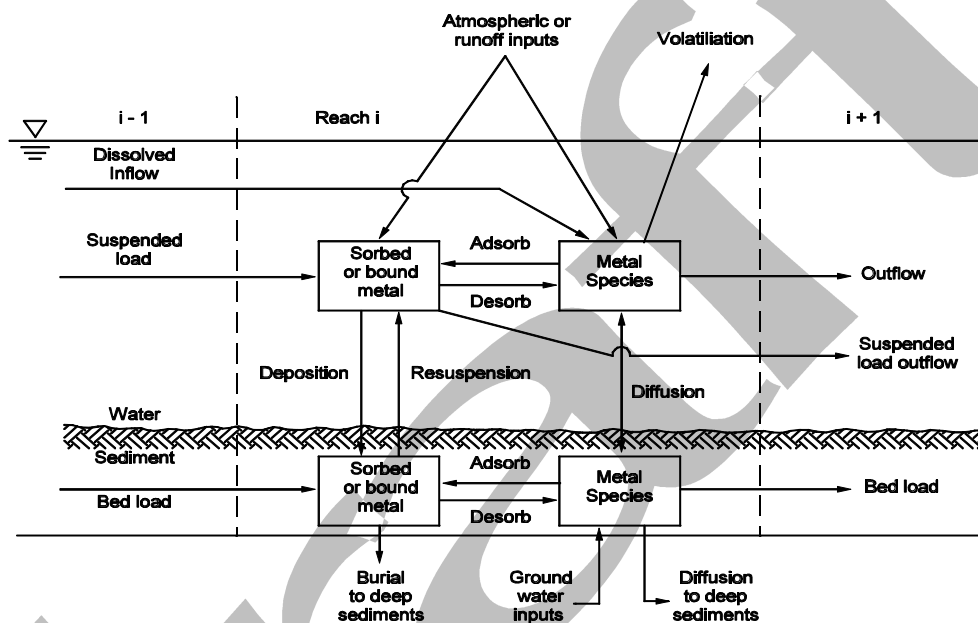 Atmospheric or
runoff inputs
Volatiliation
i - 1
Reach i
i + 1
Dissolved
Inflow
Suspended
load
Sorbed
or bound
metal
Adsorb
Desorb
Metal
Species
Outflow
Suspended
load outflow
Deposition
Resuspension
Diffusion
Water
Sediment
Bed load
Sorbed
or bound
metal
Adsorb
Desorb
Metal
Species
Bed load
Burial
to deep
sediments
Ground
water
inputs
Diffusion
to deep
sediments